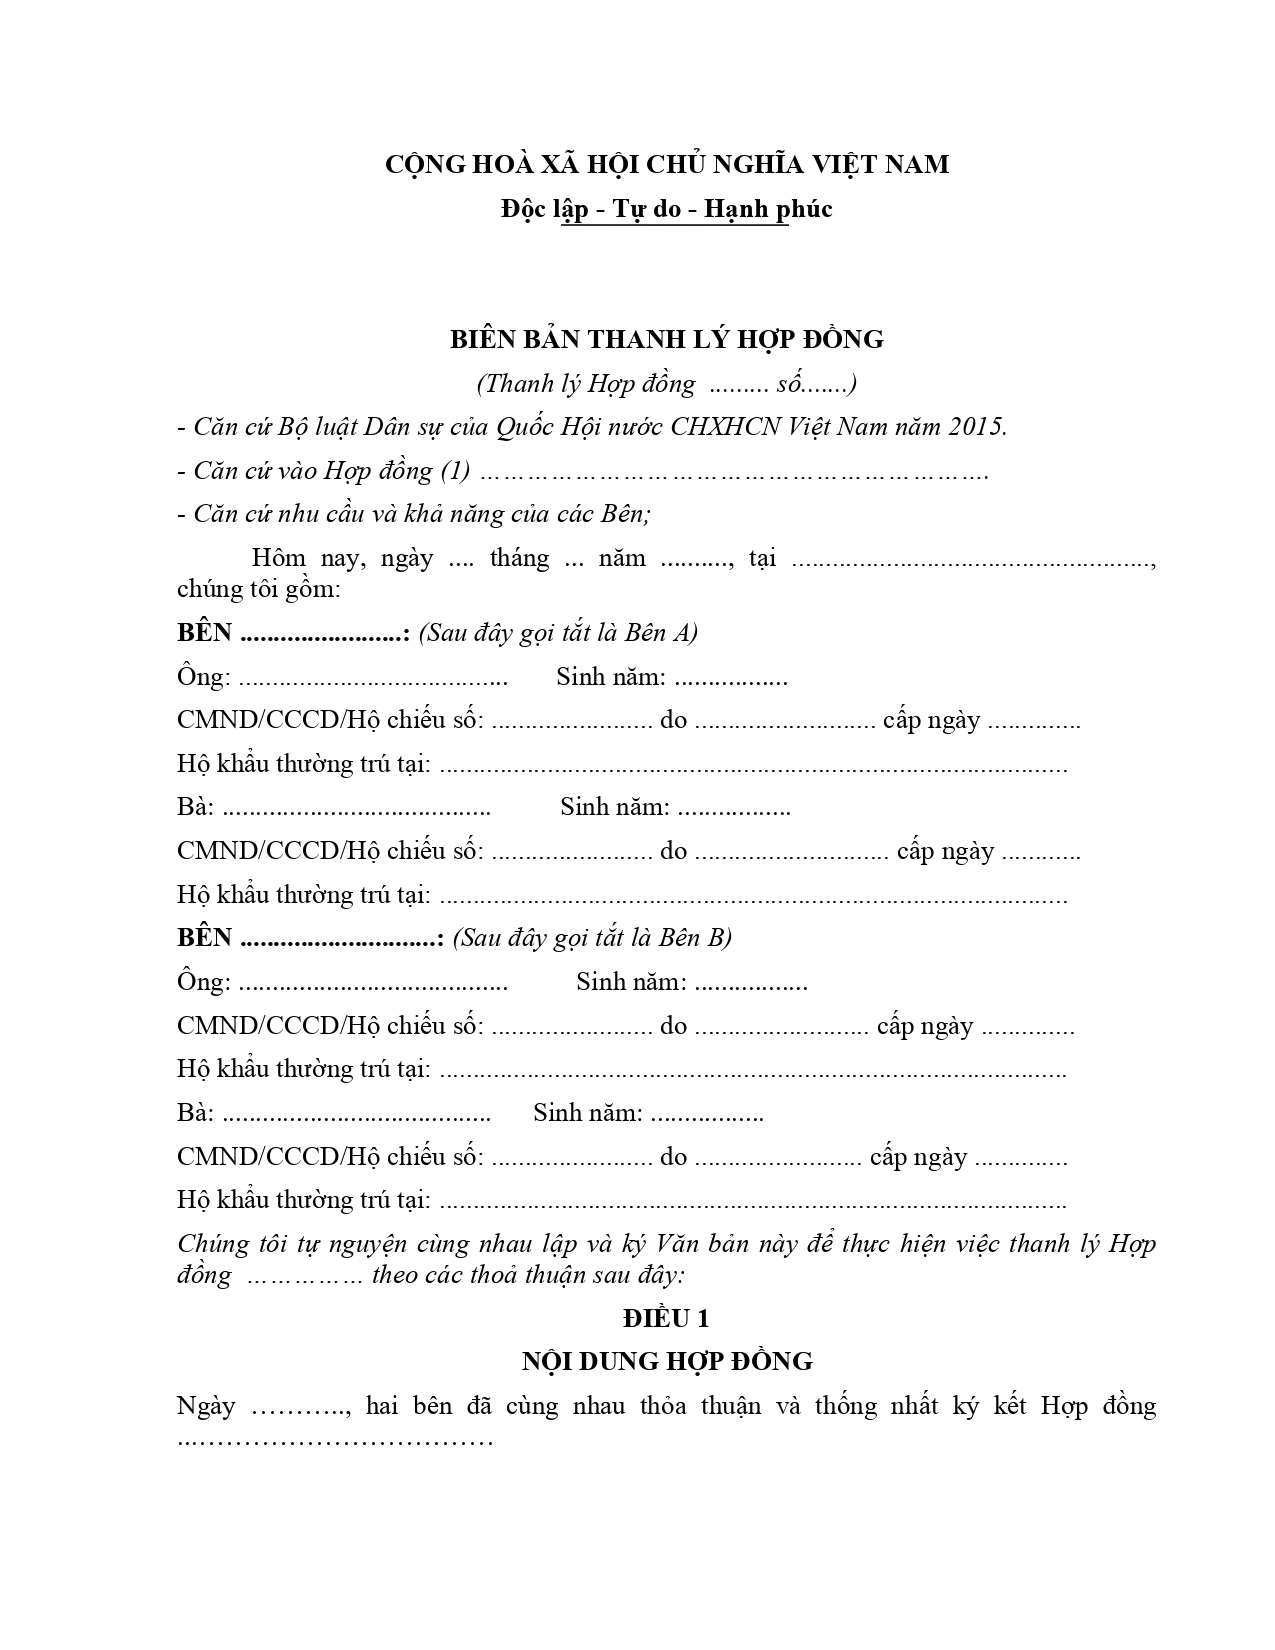 CỘNG HOÀ XÃ HỘI CHỦ NGHĨA VIỆT NAM
Độc lập - Tự do - Hạnh phúc
BIÊN BẢN THANH LÝ HỢP ĐỒNG
(Thanh lý Hợp đồng ......... số.......)
- Căn cứ Bộ luật Dân sự của Quốc Hội nước CHXHCN Việt Nam năm 2015.
- Căn cứ vào Hợp đồng (1) ……………………………………………………….
- Căn cứ nhu cầu và khả năng của các Bên;
Hôm nay, ngày .... tháng ... năm .........., tại .....................................................,
chúng tôi gồm:
BÊN ........................: (Sau đây gọi tắt là Bên A)
Ông: ........................................ Sinh năm: .................
CMND/CCCD/Hộ chiếu số: ........................ do ........................... cấp ngày ..............
Hộ khẩu thường trú tại: .............................................................................................
Bà: ........................................ Sinh năm: .................
CMND/CCCD/Hộ chiếu số: ........................ do ............................. cấp ngày ............
Hộ khẩu thường trú tại: .............................................................................................
BÊN .............................: (Sau đây gọi tắt là Bên B)
Ông: ........................................ Sinh năm: .................
CMND/CCCD/Hộ chiếu số: ........................ do .......................... cấp ngày ..............
Hộ khẩu thường trú tại: .............................................................................................
Bà: ........................................ Sinh năm: .................
CMND/CCCD/Hộ chiếu số: ........................ do ......................... cấp ngày ..............
Hộ khẩu thường trú tại: .............................................................................................
Chúng tôi tự nguyện cùng nhau lập và ký Văn bản này để thực hiện việc thanh lý Hợp
đồng …………… theo các thoả thuận sau đây:
ĐIỀU 1
NỘI DUNG HỢP ĐỒNG
Ngày ……….., hai bên đã cùng nhau thỏa thuận và thống nhất ký kết Hợp đồng
...……………………………